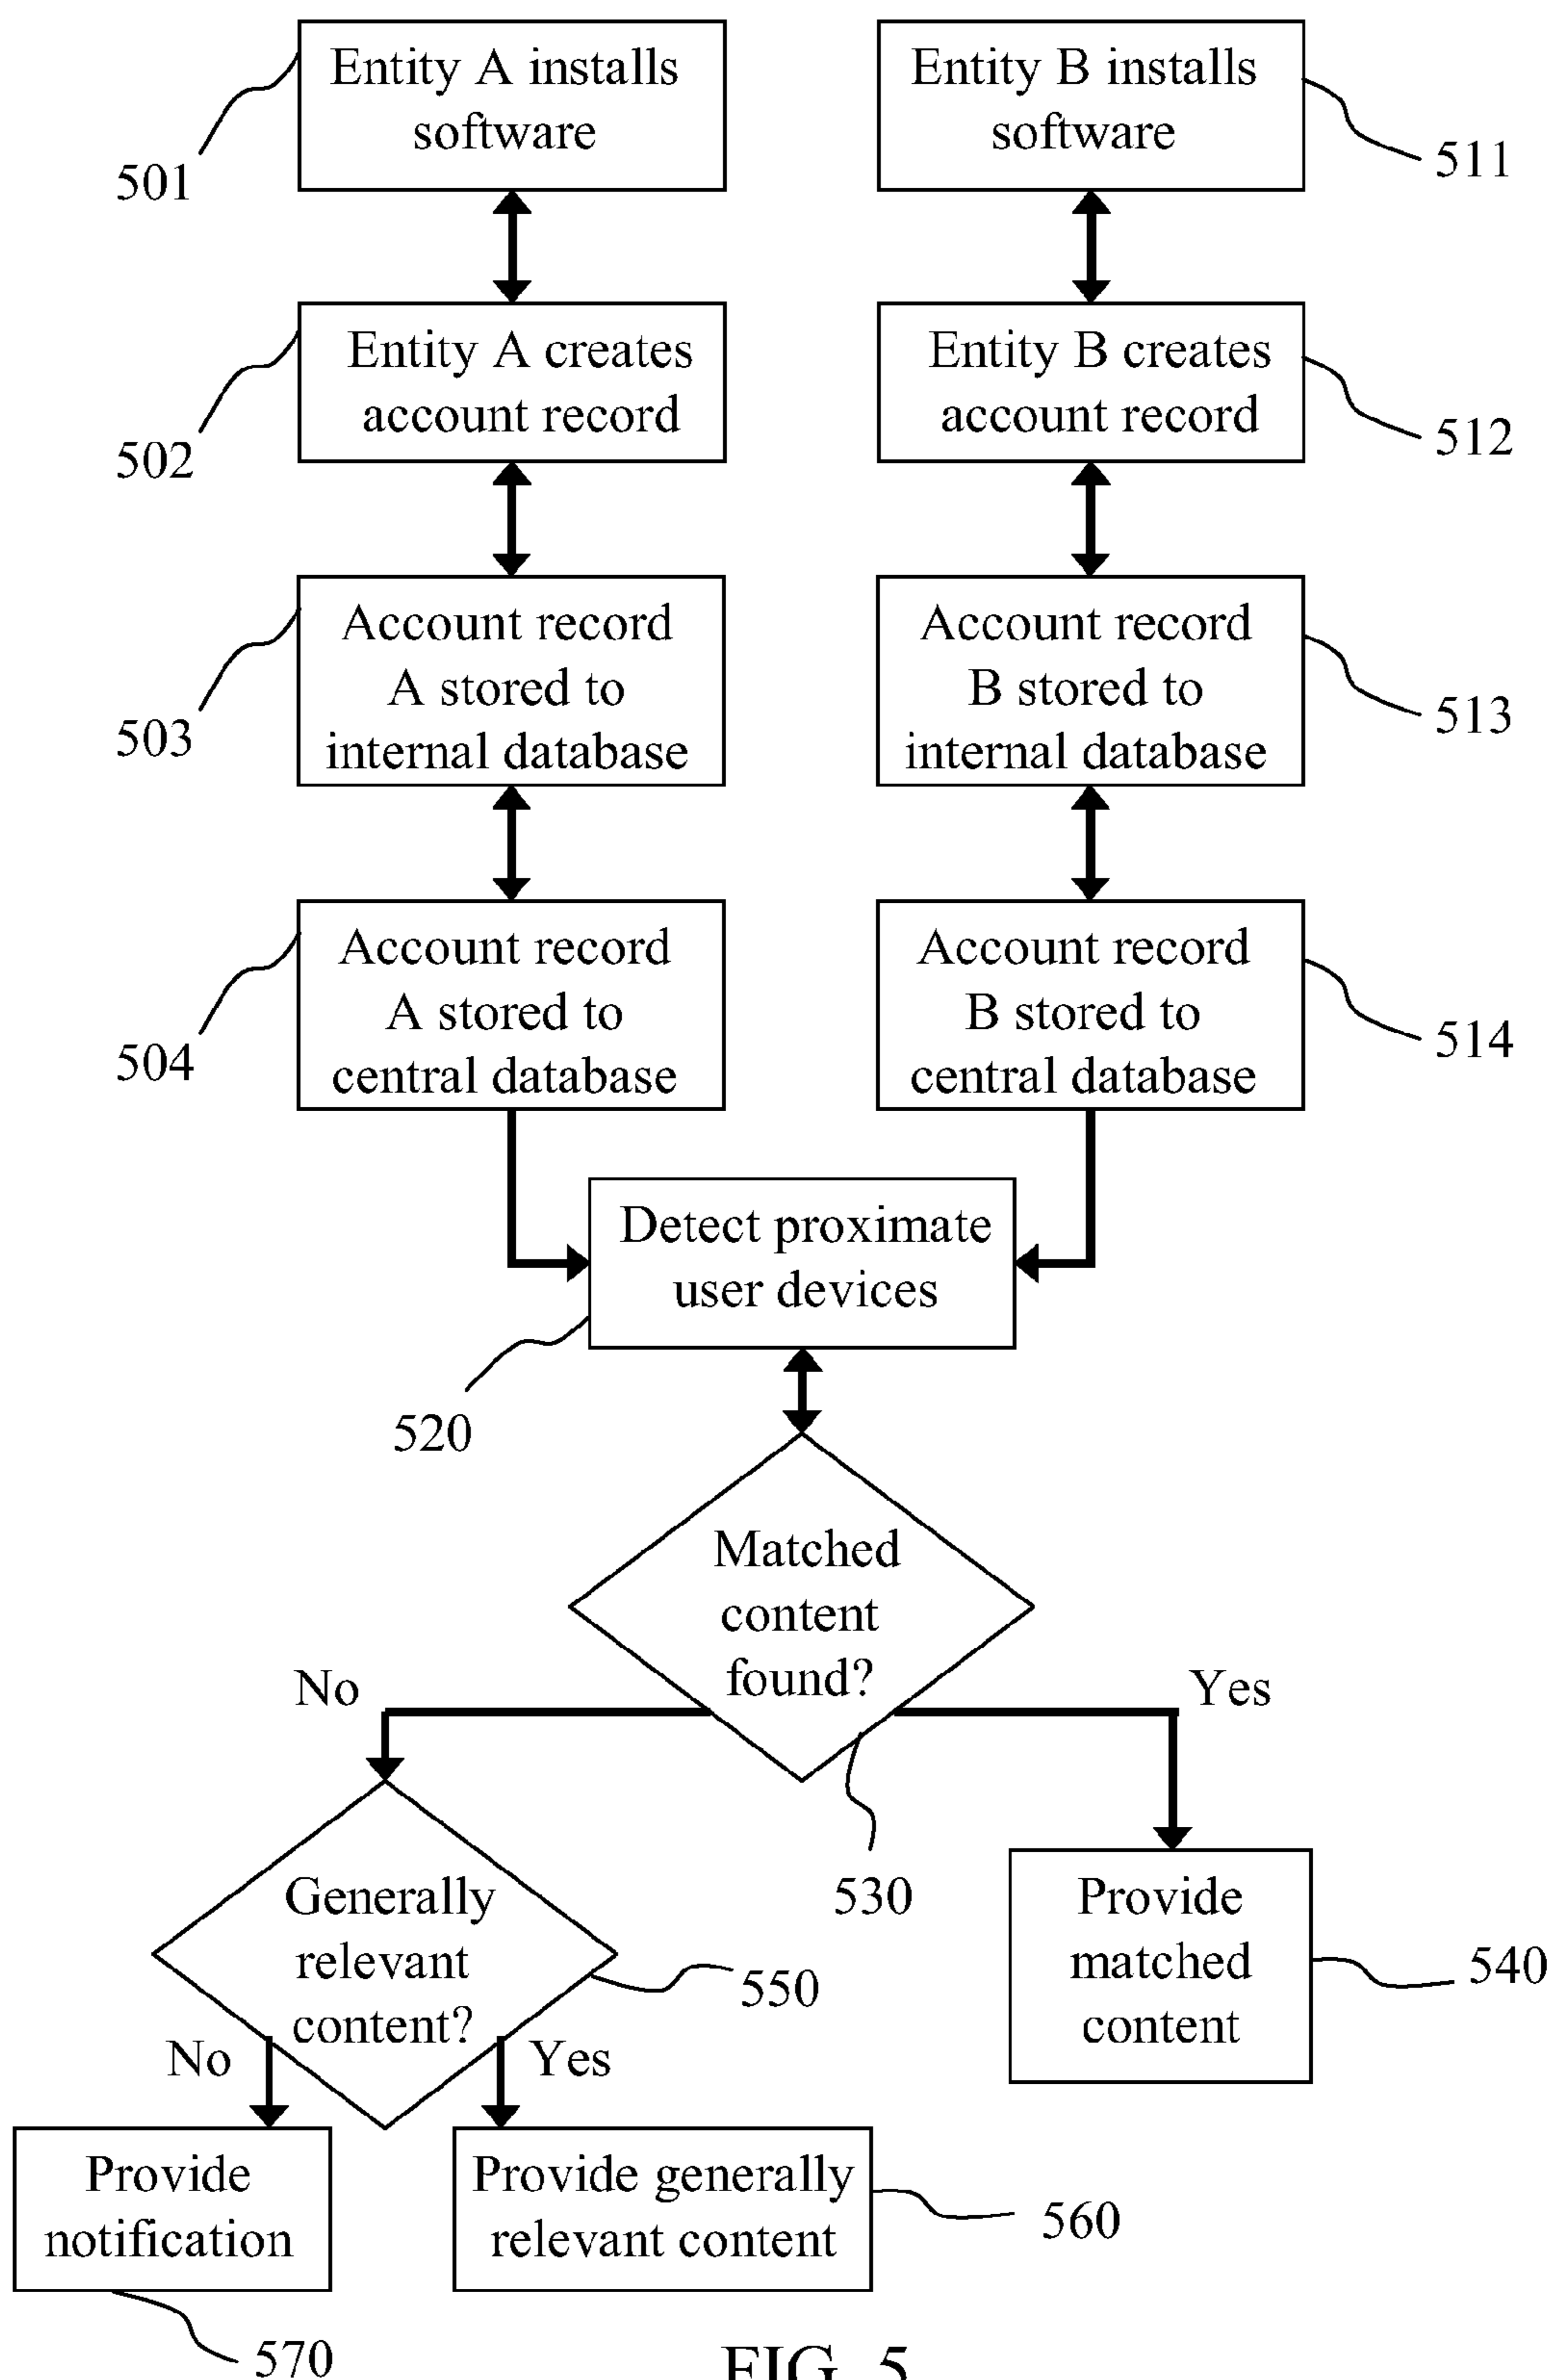 Entity A installs
software
501
Entity B installs
software
511
Entity A creates
account record
502
Entity B creates
account record
512
Account record
A stored to
internal database
503
Account record
B stored to
internal database
513
Account record
A stored to
central database
504
Account record
B stored to
central database
514
Detect proximate
user devices
520
Matched
content
found?
No
Yes
530
Generally
relevant
content?
550
Provide
matched
content
540
No
Yes
Provide
notification
570
Provide generally
relevant content
560
FIG. 5